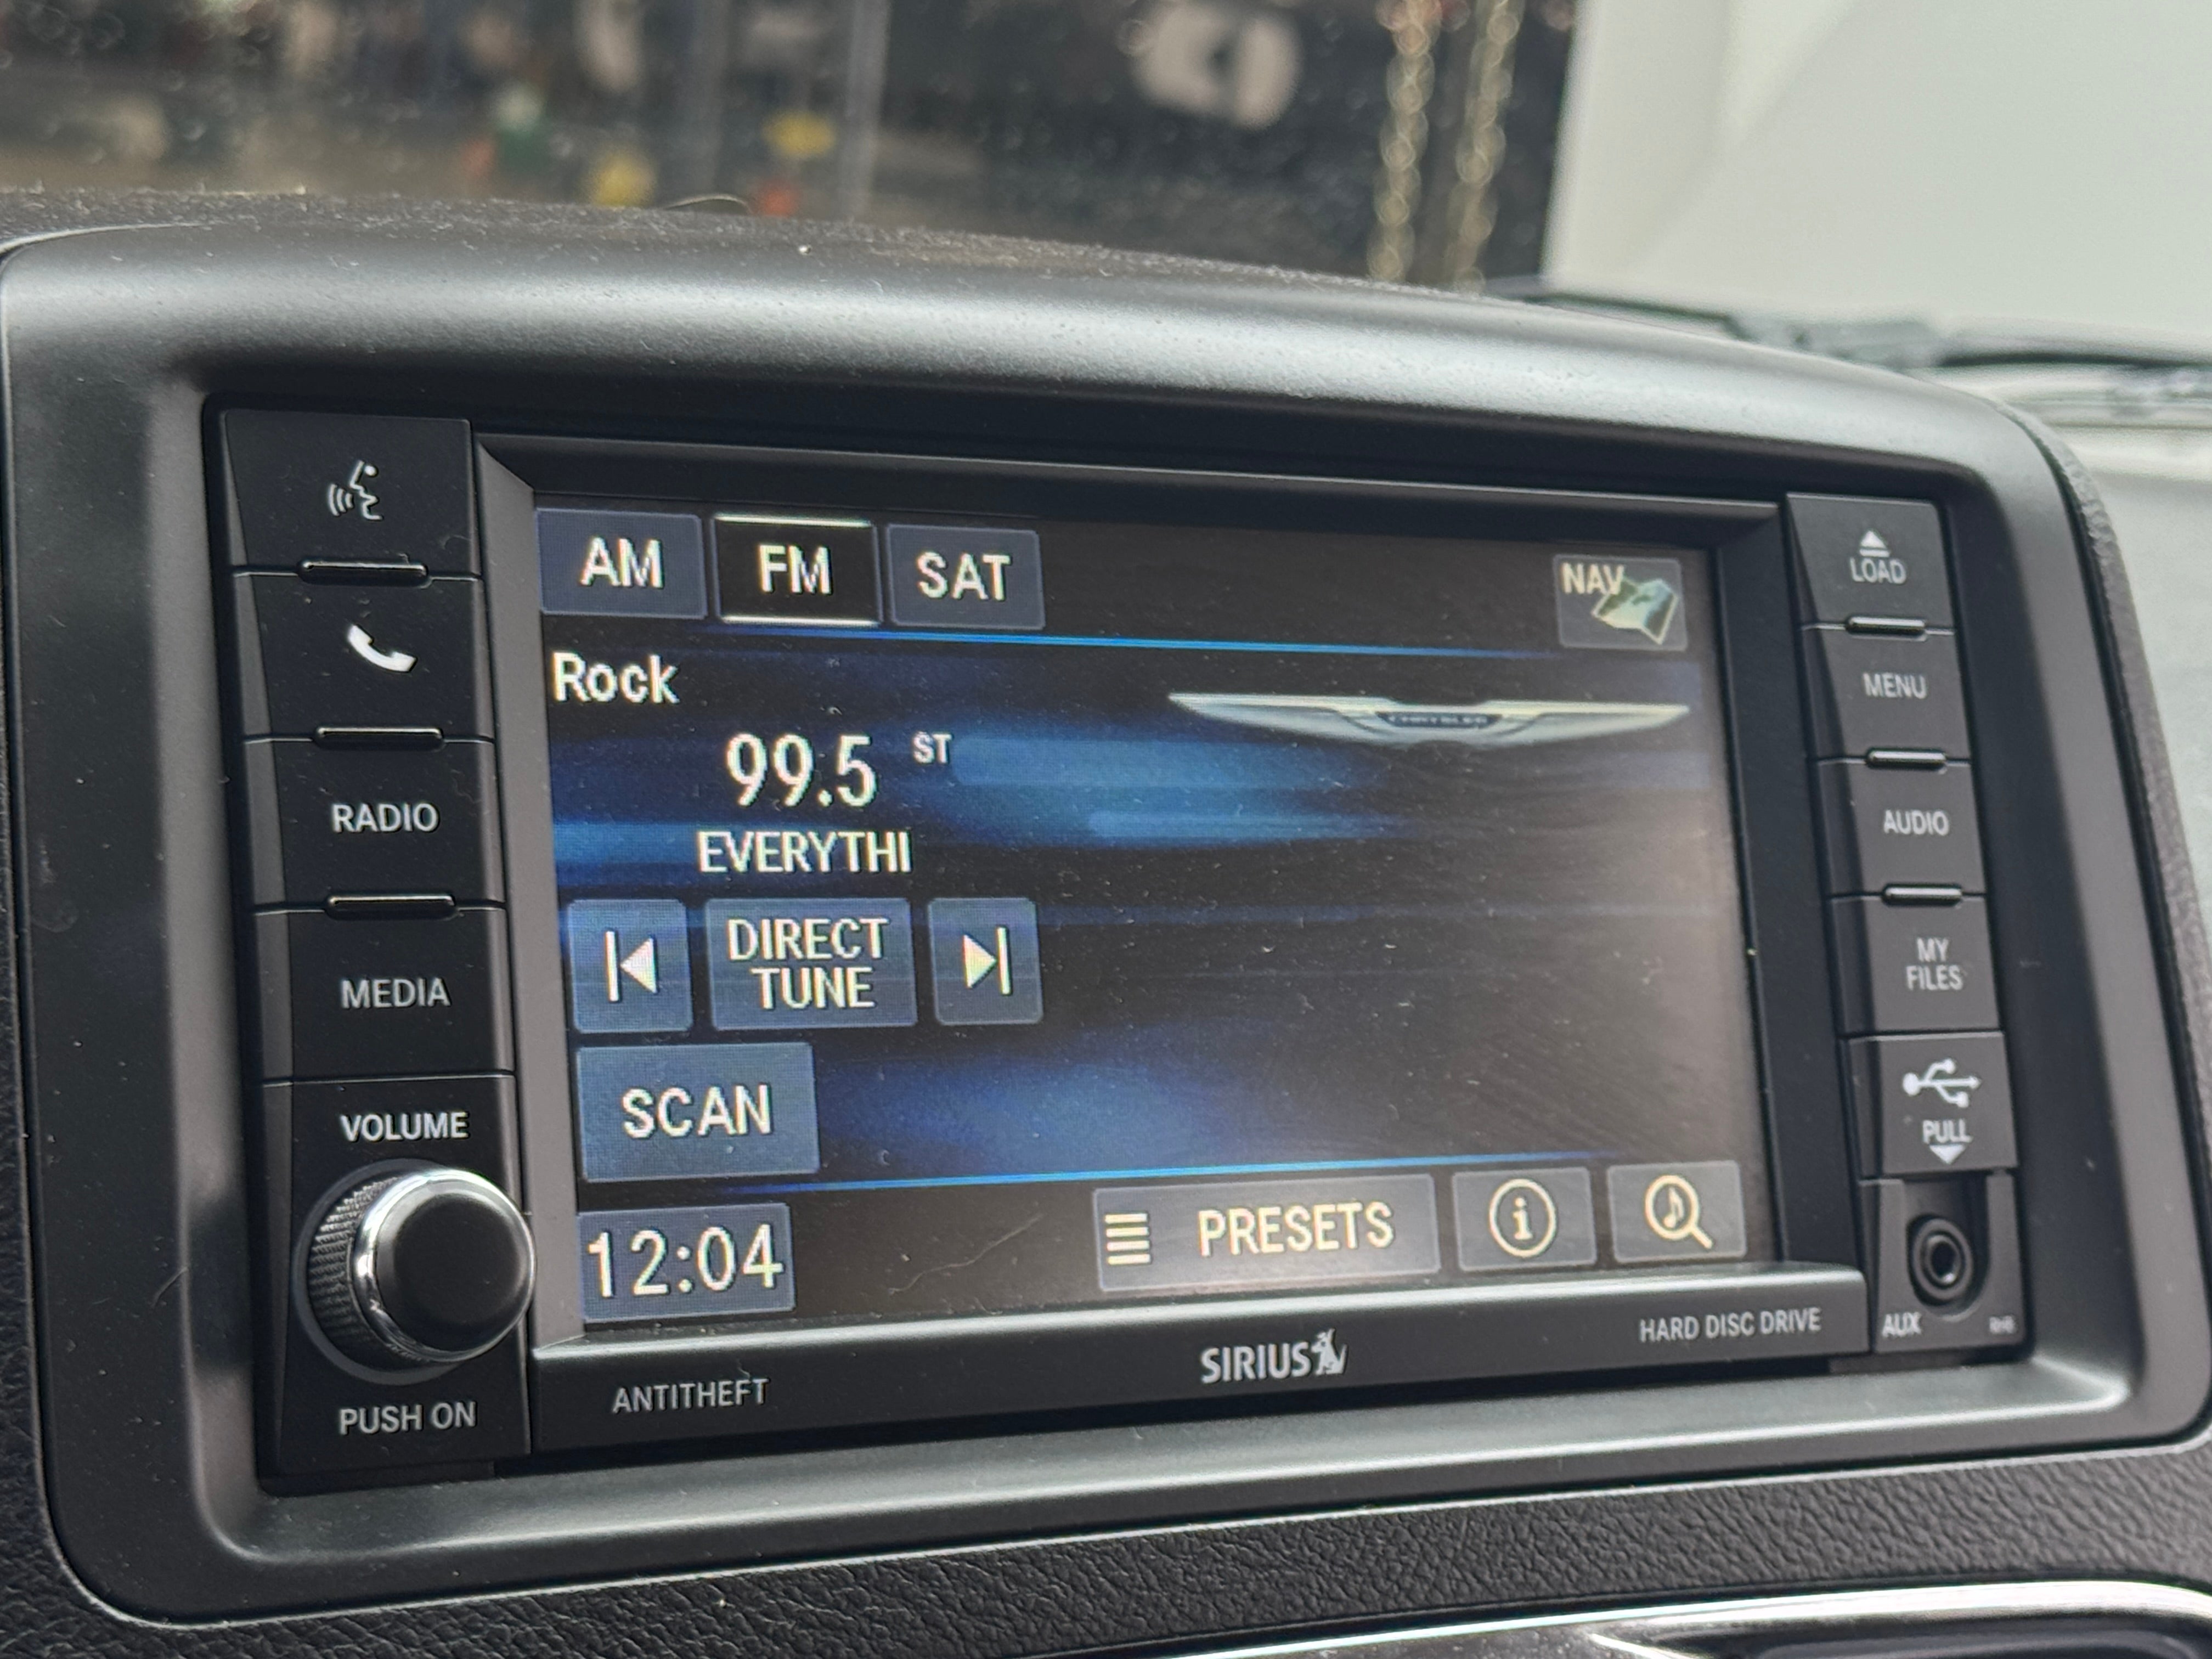 AM
FM
SAT
NAV
Rock
CHRYSLER
99.5 ST
EVERYTHI
DIRECT
TUNE
SCAN
12:04
PRESETS
i
RADIO
MEDIA
VOLUME
PUSH ON
LOAD
MENU
AUDIO
MY
FILES
PULL
AUX
ANTITHEFT
SIRIUS
HARD DISC DRIVE